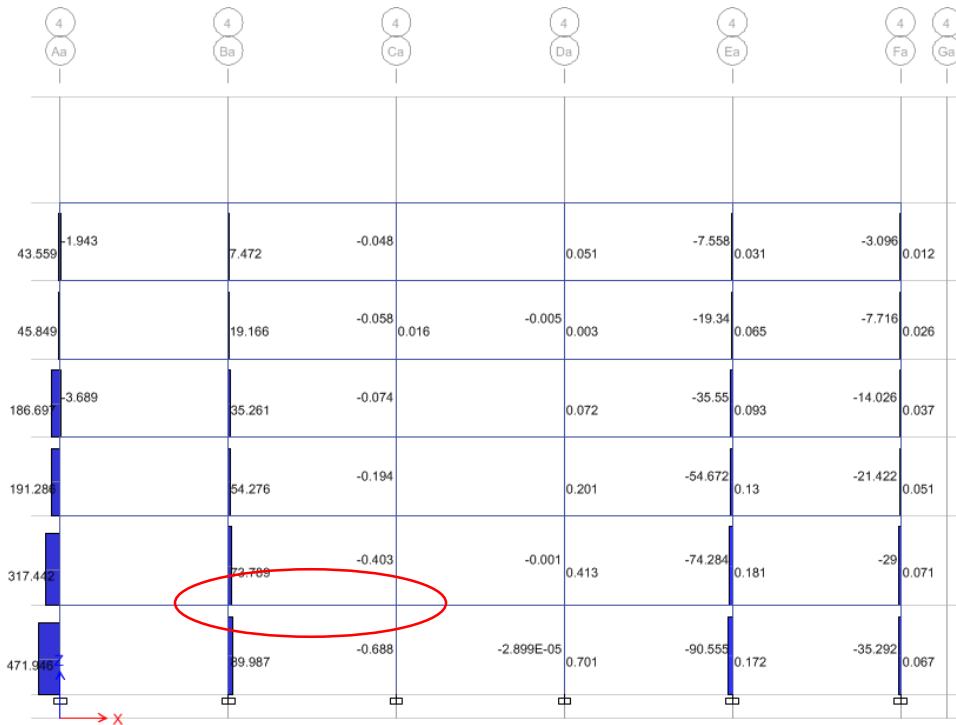 4 4 4 4 4 4 4
Aa Ba Ca Da Ea Fa Ga
-1.943 -0.048 -7.558 -3.096
43.559 7.472 0.051 0.031 0.012
-0.058 -0.005 -19.34 -7.716
45.849 19.166 0.016 0.003 0.065 0.026
-3.689 -0.074 -35.55 -14.026
186.697 35.261 0.072 0.093 0.037
-0.194 -54.672 -21.422
191.286 54.276 0.201 0.13 0.051
-0.403 -0.001 -74.284 -29
317.442 73.789 0.413 0.181 0.071
-0.688 -2.899E-05 -90.555 -35.292
471.946 Z 89.987 0.701 0.172 0.067
X